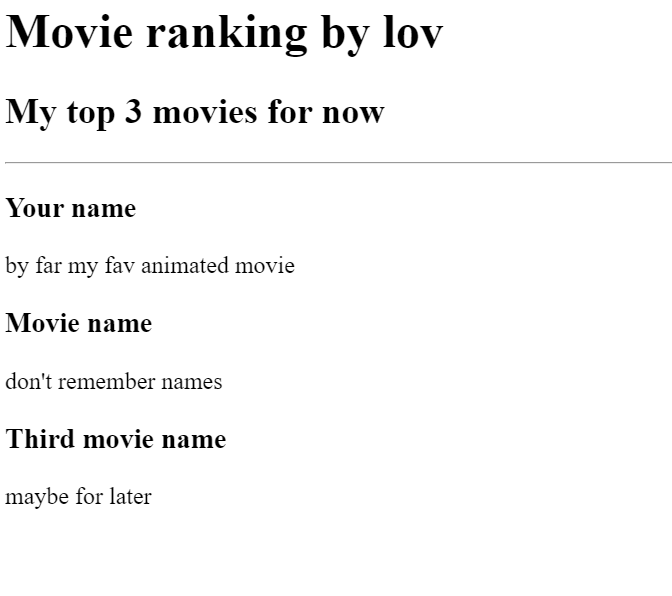 Movie ranking by lov
My top 3 movies for now
Your name
by far my fav animated movie
Movie name
don't remember names
Third movie name
maybe for later